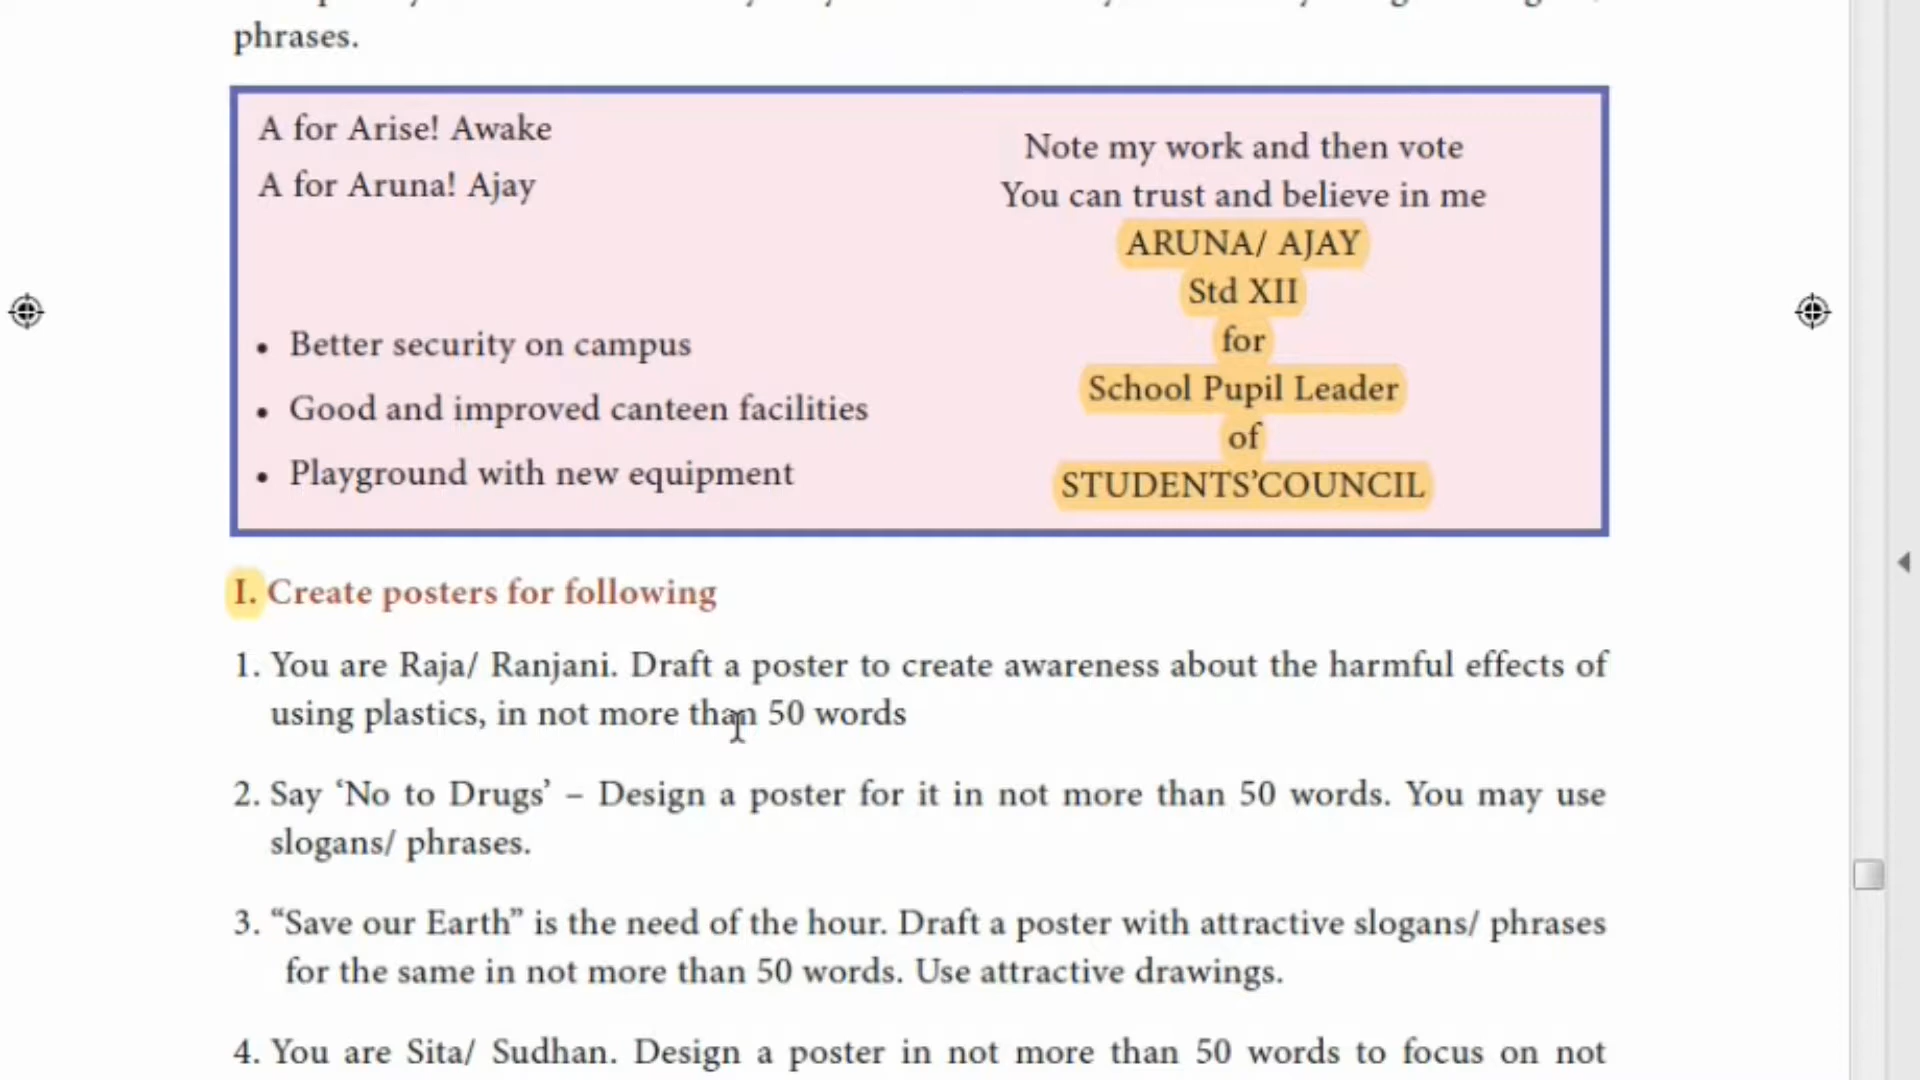 phrases.
A for Arise! Awake
A for Aruna! Ajay
• Better security on campus
• Good and improved canteen facilities
• Playground with new equipment
Note my work and then vote
You can trust and believe in me
ARUNA/ AJAY
Std XII
for
School Pupil Leader
of
STUDENTS’COUNCIL
I. Create posters for following
1. You are Raja/ Ranjani. Draft a poster to create awareness about the harmful effects of
using plastics, in not more than 50 words
2. Say ‘No to Drugs’ – Design a poster for it in not more than 50 words. You may use
slogans/ phrases.
3. “Save our Earth” is the need of the hour. Draft a poster with attractive slogans/ phrases
for the same in not more than 50 words. Use attractive drawings.
4. You are Sita/ Sudhan. Design a poster in not more than 50 words to focus on not